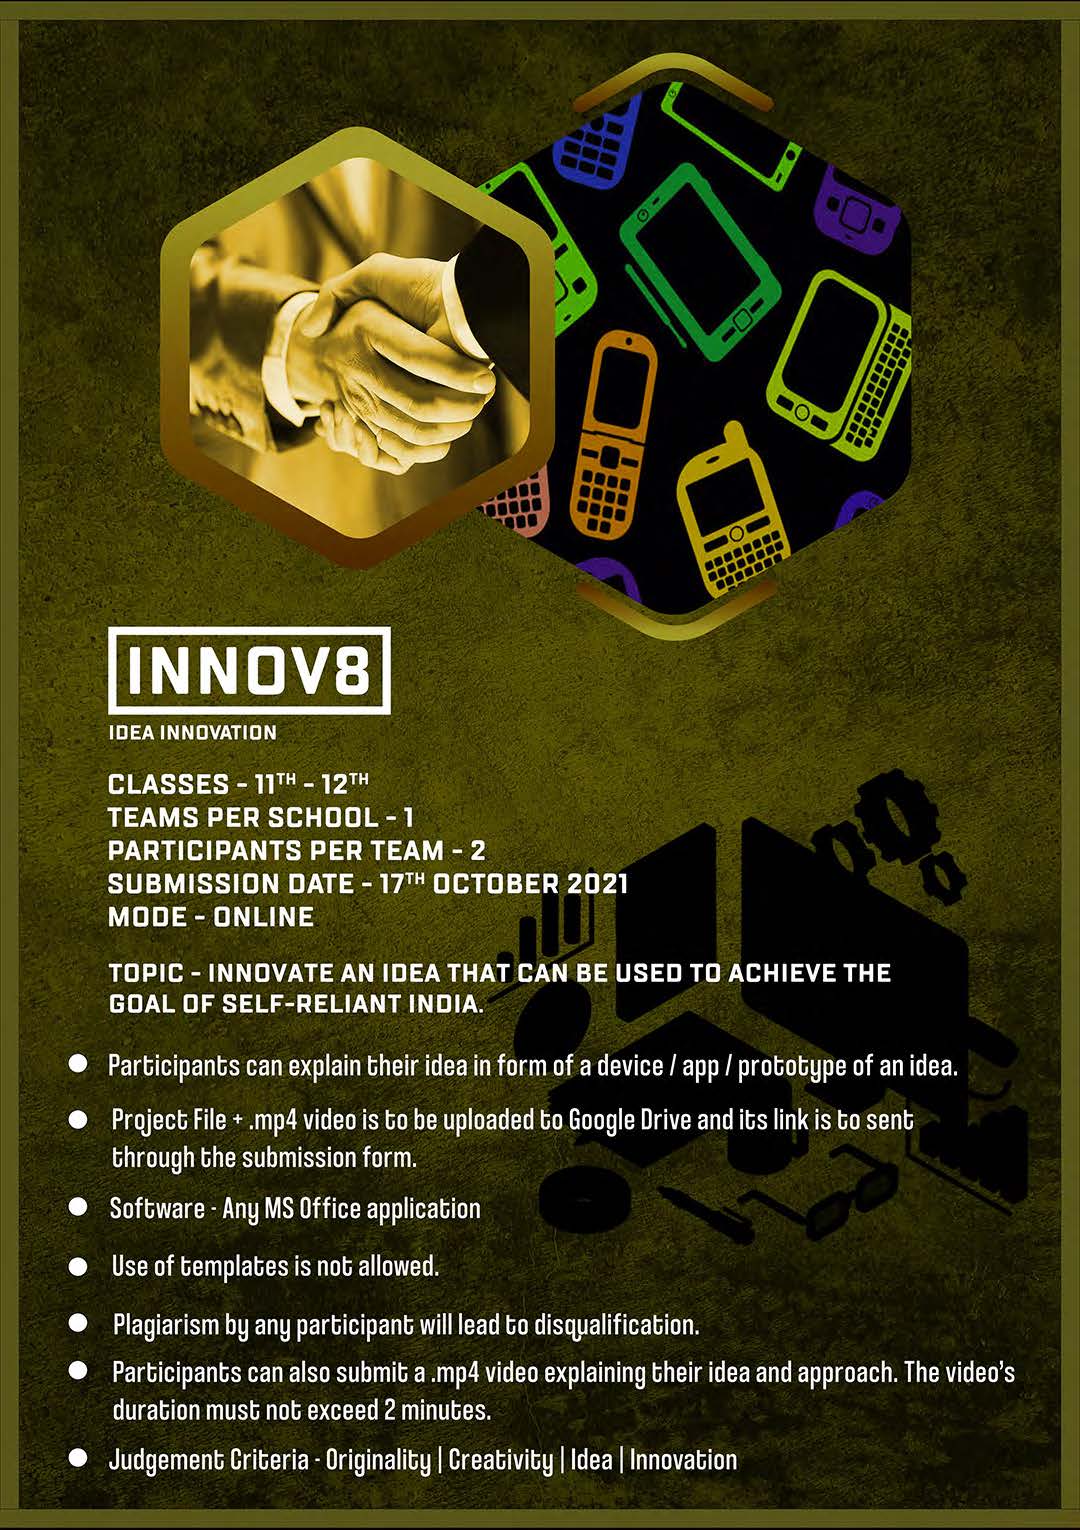 INNOV8
IDEA INNOVATION
CLASSES - 11TH - 12TH
TEAMS PER SCHOOL - 1
PARTICIPANTS PER TEAM - 2
SUBMISSION DATE - 17TH OCTOBER 2021
MODE - ONLINE
TOPIC - INNOVATE AN IDEA THAT CAN BE USED TO ACHIEVE THE
GOAL OF SELF-RELIANT INDIA.
● Participants can explain their idea in form of a device / app / prototype of an idea.
● Project File + .mp4 video is to be uploaded to Google Drive and its link is to sent
through the submission form.
● Software - Any MS Office application
● Use of templates is not allowed.
● Plagiarism by any participant will lead to disqualification.
● Participants can also submit a .mp4 video explaining their idea and approach. The video's
duration must not exceed 2 minutes.
● Judgement Criteria - Originality | Creativity | Idea | Innovation